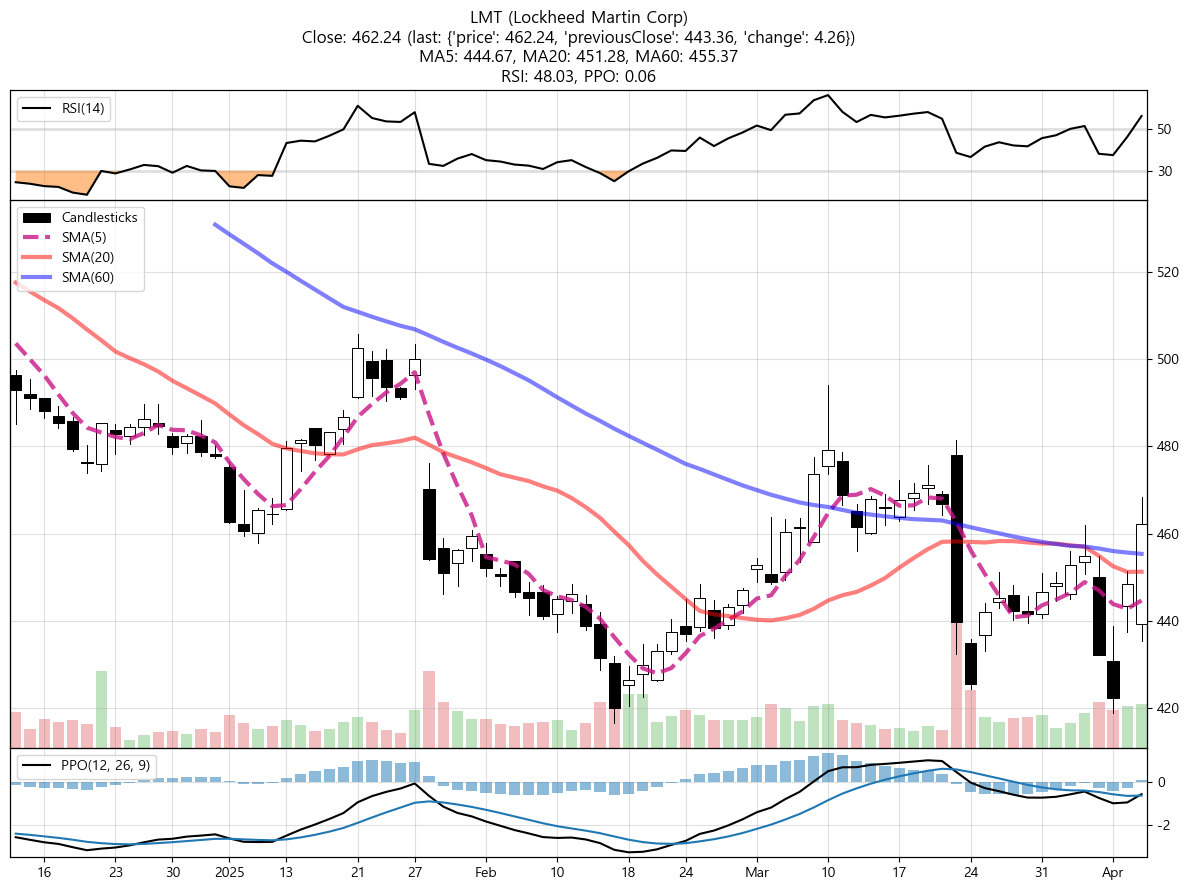 LMT (Lockheed Martin Corp)
Close: 462.24 (last: {'price': 462.24, 'previousClose': 443.36, 'change': 4.26})
MA5: 444.67, MA20: 451.28, MA60: 455.37
RSI: 48.03, PPO: 0.06
RSI(14)
50
30
Candlesticks
SMA(5)
SMA(20)
SMA(60)
520
500
480
460
440
420
PPO(12, 26, 9)
0
-2
16 23 30 2025 13 21 27 Feb 10 18 24 Mar 10 17 24 31 Apr